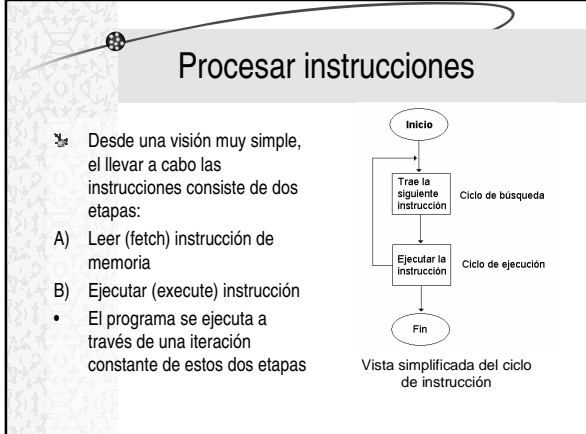 Procesar instrucciones
Desde una visión muy simple,
el llevar a cabo las
instrucciones consiste de dos
etapas:
A) Leer (fetch) instrucción de
memoria
B) Ejecutar (execute) instrucción
• El programa se ejecuta a
través de una iteración
constante de estos dos etapas
Inicio
Trae la
siguiente
instrucción
Ciclo de búsqueda
Ejecutar la
instrucción
Ciclo de ejecución
Fin
Vista simplificada del ciclo
de instrucción